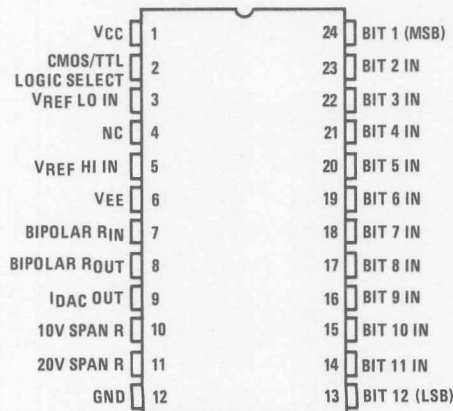 VCC 1 24 BIT 1 (MSB)
CMOS/TTL
LOGIC SELECT 2 23 BIT 2 IN
VREF LO IN 3 22 BIT 3 IN
NC 4 21 BIT 4 IN
VREF HI IN 5 20 BIT 5 IN
VEE 6 19 BIT 6 IN
BIPOLAR RIN 7 18 BIT 7 IN
BIPOLAR ROUT 8 17 BIT 8 IN
IDAC OUT 9 16 BIT 9 IN
10V SPAN R 10 15 BIT 10 IN
20V SPAN R 11 14 BIT 11 IN
GND 12 13 BIT 12 (LSB)